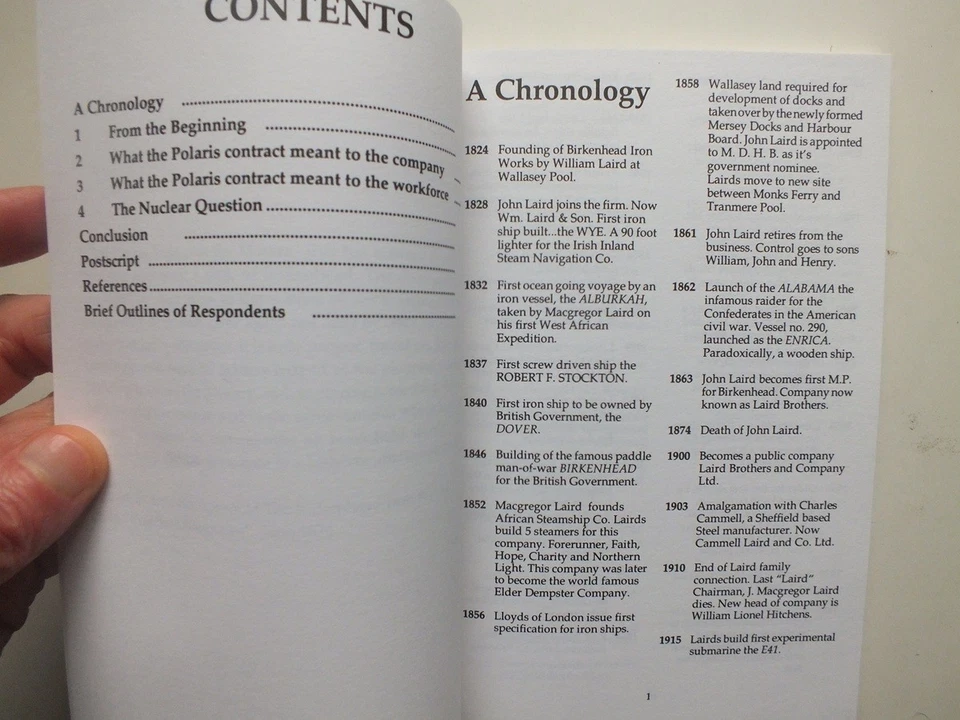 CONTENTS
A Chronology
1 From the Beginning
2 What the Polaris contract meant to the company
3 What the Polaris contract meant to the workforce
4 The Nuclear Question
Conclusion
Postscript
References
Brief Outlines of Respondents
A Chronology
1824 Founding of Birkenhead Iron
Works by William Laird at
Wallasey Pool.
1828 John Laird joins the firm. Now
Wm. Laird & Son. First iron
ship built...the WYE. A 90 foot
lighter for the Irish Inland
Steam Navigation Co.
1832 First ocean going voyage by an
iron vessel, the ALBURKAH,
taken by Macgregor Laird on
his first West African
Expedition.
1837 First screw driven ship the
ROBERT F. STOCKTON.
1840 First iron ship to be owned by
British Government, the
DOVER.
1846 Building of the famous paddle
man-of-war BIRKENHEAD
for the British Government.
1852 Macgregor Laird founds
African Steamship Co. Lairds
build 5 steamers for this
company. Forerunner, Faith,
Hope, Charity and Northern
Light. This company was later
to become the world famous
Elder Dempster Company.
1856 Lloyds of London issue first
specification for iron ships.
1858 Wallasey land required for
development of docks and
taken over by the newly formed
Mersey Docks and Harbour
Board. John Laird is appointed
to M. D. H. B. as it's
government nominee.
Lairds move to new site
between Monks Ferry and
Tranmere Pool.
1861 John Laird retires from the
business. Control goes to sons
William, John and Henry.
1862 Launch of the ALABAMA the
infamous raider for the
Confederates in the American
civil war. Vessel no. 290,
launched as the ENRICA.
Paradoxically, a wooden ship.
1863 John Laird becomes first M.P.
for Birkenhead. Company now
known as Laird Brothers.
1874 Death of John Laird.
1900 Becomes a public company
Laird Brothers and Company
Ltd.
1903 Amalgamation with Charles
Cammell, a Sheffield based
Steel manufacturer. Now
Cammell Laird and Co. Ltd.
1910 End of Laird family
connection. Last "Laird"
Chairman, J. Macgregor Laird
dies. New head of company is
William Lionel Hitchens.
1915 Lairds build first experimental
submarine the E41.
1